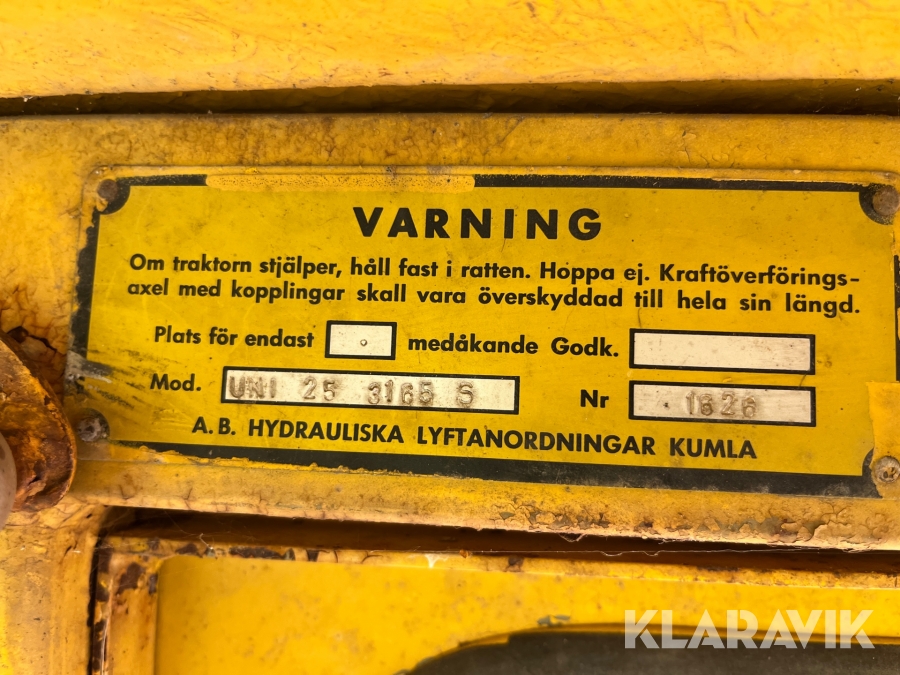 VARNING
Om traktorn stjälper, håll fast i ratten. Hoppa ej. Kraftöverförings-
axel med kopplingar skall vara överskyddad till hela sin längd.
Plats för endast medåkande Godk.
Mod. UNI 25 3165 S Nr 1626
A.B. HYDRAULISKA LYFTANORDNINGAR KUMLA
KLARAVIK